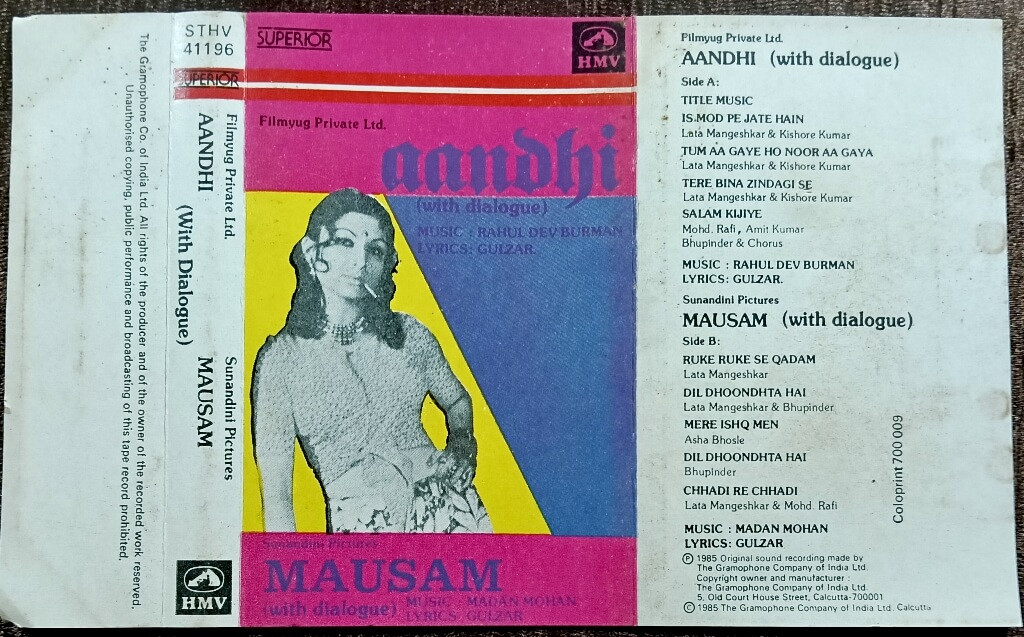 The Gramophone Co. of India Ltd. All rights of the producer and of the owner of the recorded work reserved.
Unauthorised copying, public performance and broadcasting of this tape record prohibited.
STHV
41196
SUPERIOR
Filmyug Private Ltd.
AANDHI
(With Dialogue)
Sunandini Pictures
MAUSAM
HMV
SUPERIOR
HMV
Filmyug Private Ltd.
aandhi
(with dialogue)
MUSIC : RAHUL DEV BURMAN
LYRICS: GULZAR.
Sunandini Pictures
MAUSAM
(with dialogue)
MUSIC : MADAN MOHAN
LYRICS : GULZAR
Filmyug Private Ltd.
AANDHI (with dialogue)
Side A:
TITLE MUSIC
IS MOD PE JATE HAIN
Lata Mangeshkar & Kishore Kumar
TUM AA GAYE HO NOOR AA GAYA
Lata Mangeshkar & Kishore Kumar
TERE BINA ZINDAGI SE
Lata Mangeshkar & Kishore Kumar
SALAM KIJIYE
Mohd. Rafi, Amit Kumar
Bhupinder & Chorus
MUSIC : RAHUL DEV BURMAN
LYRICS: GULZAR.
Sunandini Pictures
MAUSAM (with dialogue)
Side B:
RUKE RUKE SE QADAM
Lata Mangeshkar
DIL DHOONDHTA HAI
Lata Mangeshkar & Bhupinder
MERE ISHQ MEN
Asha Bhosle
DIL DHOONDHTA HAI
Bhupinder
CHHADI RE CHHADI
Lata Mangeshkar & Mohd. Rafi
MUSIC : MADAN MOHAN
LYRICS: GULZAR
Ⓟ 1985 Original sound recording made by
The Gramophone Company of India Ltd.
Copyright owner and manufacturer :
The Gramophone Company of India Ltd.
5, Old Court House Street, Calcutta-700001
© 1985 The Gramophone Company of India Ltd. Calcutta
Coloprint 700 009